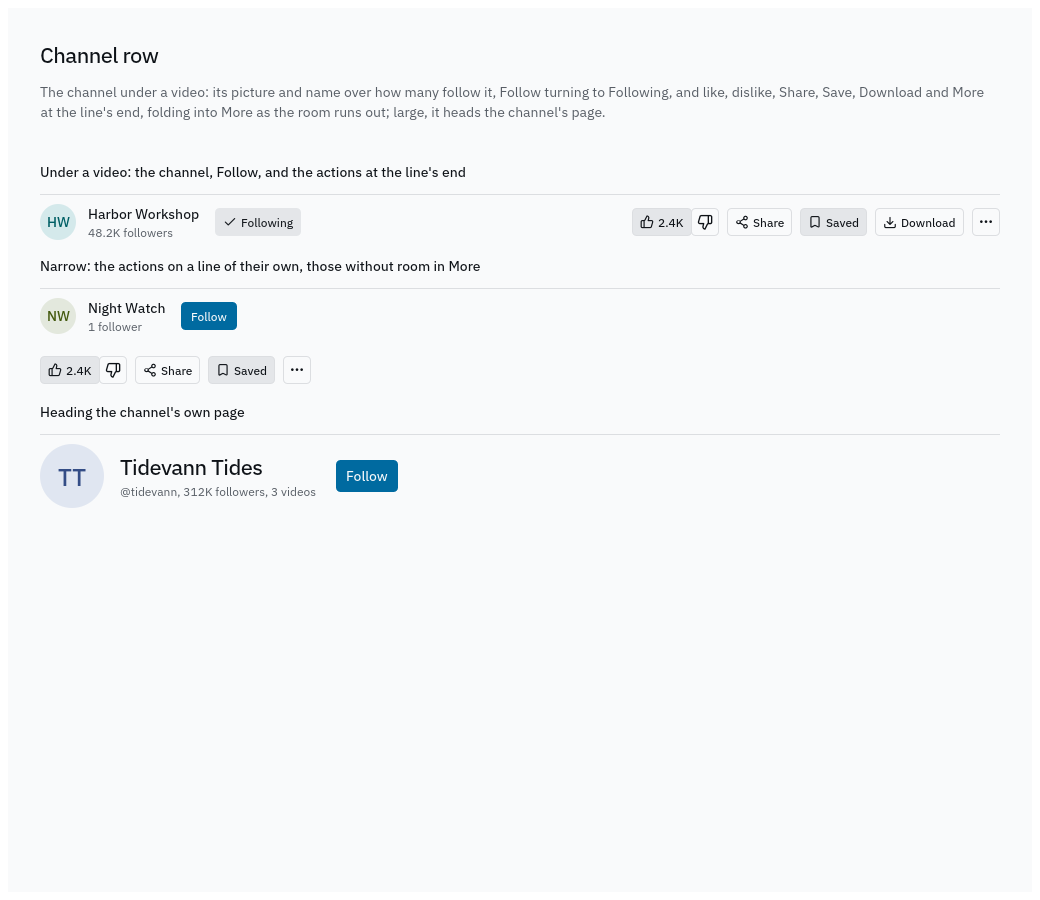 Channel row
The channel under a video: its picture and name over how many follow it, Follow turning to Following, and like, dislike, Share, Save, Download and More
at the line's end, folding into More as the room runs out; large, it heads the channel's page.
Under a video: the channel, Follow, and the actions at the line's end
HW Harbor Workshop Following 2.4K Share Saved Download
48.2K followers
Narrow: the actions on a line of their own, those without room in More
NW Night Watch Follow
1 follower
2.4K Share Saved
Heading the channel's own page
TT Tidevann Tides Follow
@tidevann, 312K followers, 3 videos